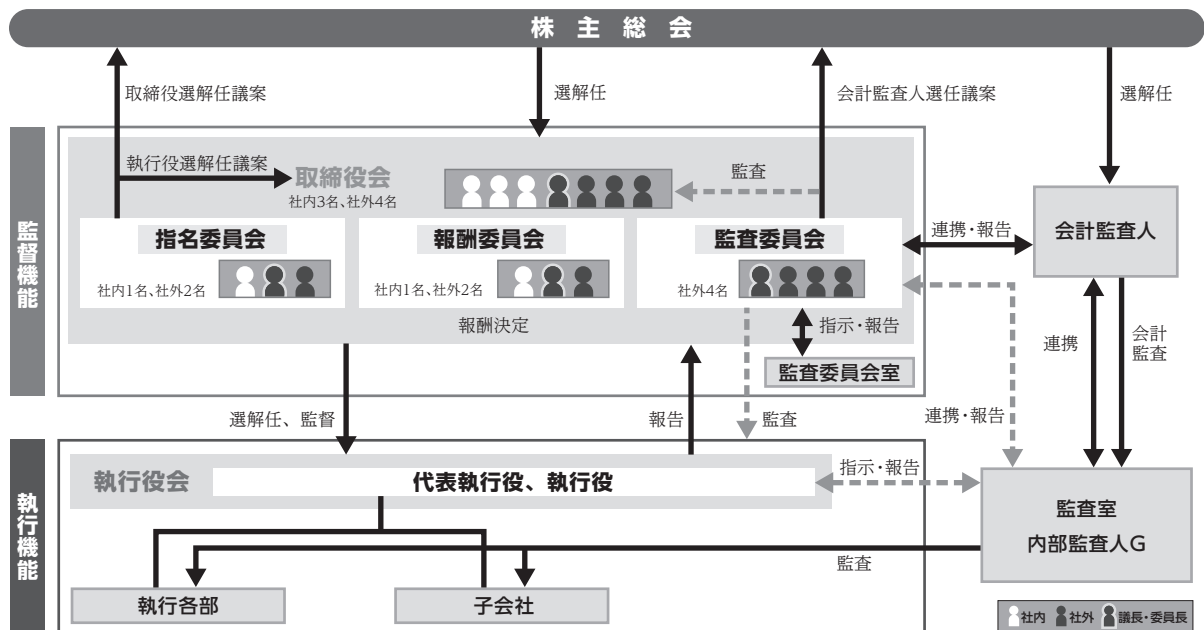 株主総会
取締役選解任議案
選解任
会計監査人選任議案
選解任
監督機能
執行役選解任議案
取締役会
社内3名、社外4名
監査
指名委員会
社内1名、社外2名
報酬委員会
社内1名、社外2名
監査委員会
社外4名
連携・報告
会計監査人
報酬決定
指示・報告
監査委員会室
連携
会計
監査
選解任、監督
報告
監査
連携・報告
執行機能
執行役会
代表執行役、執行役
指示・報告
監査室
内部監査人G
監査
執行各部
子会社
社内 社外 議長・委員長